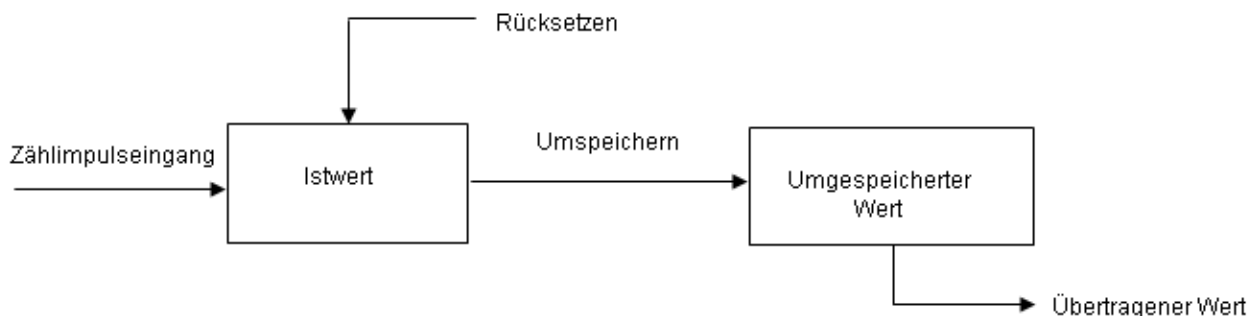 Rücksetzen
Zählimpulseingang
Istwert
Umspeichern
Umgespeicherter
Wert
Übertragener Wert